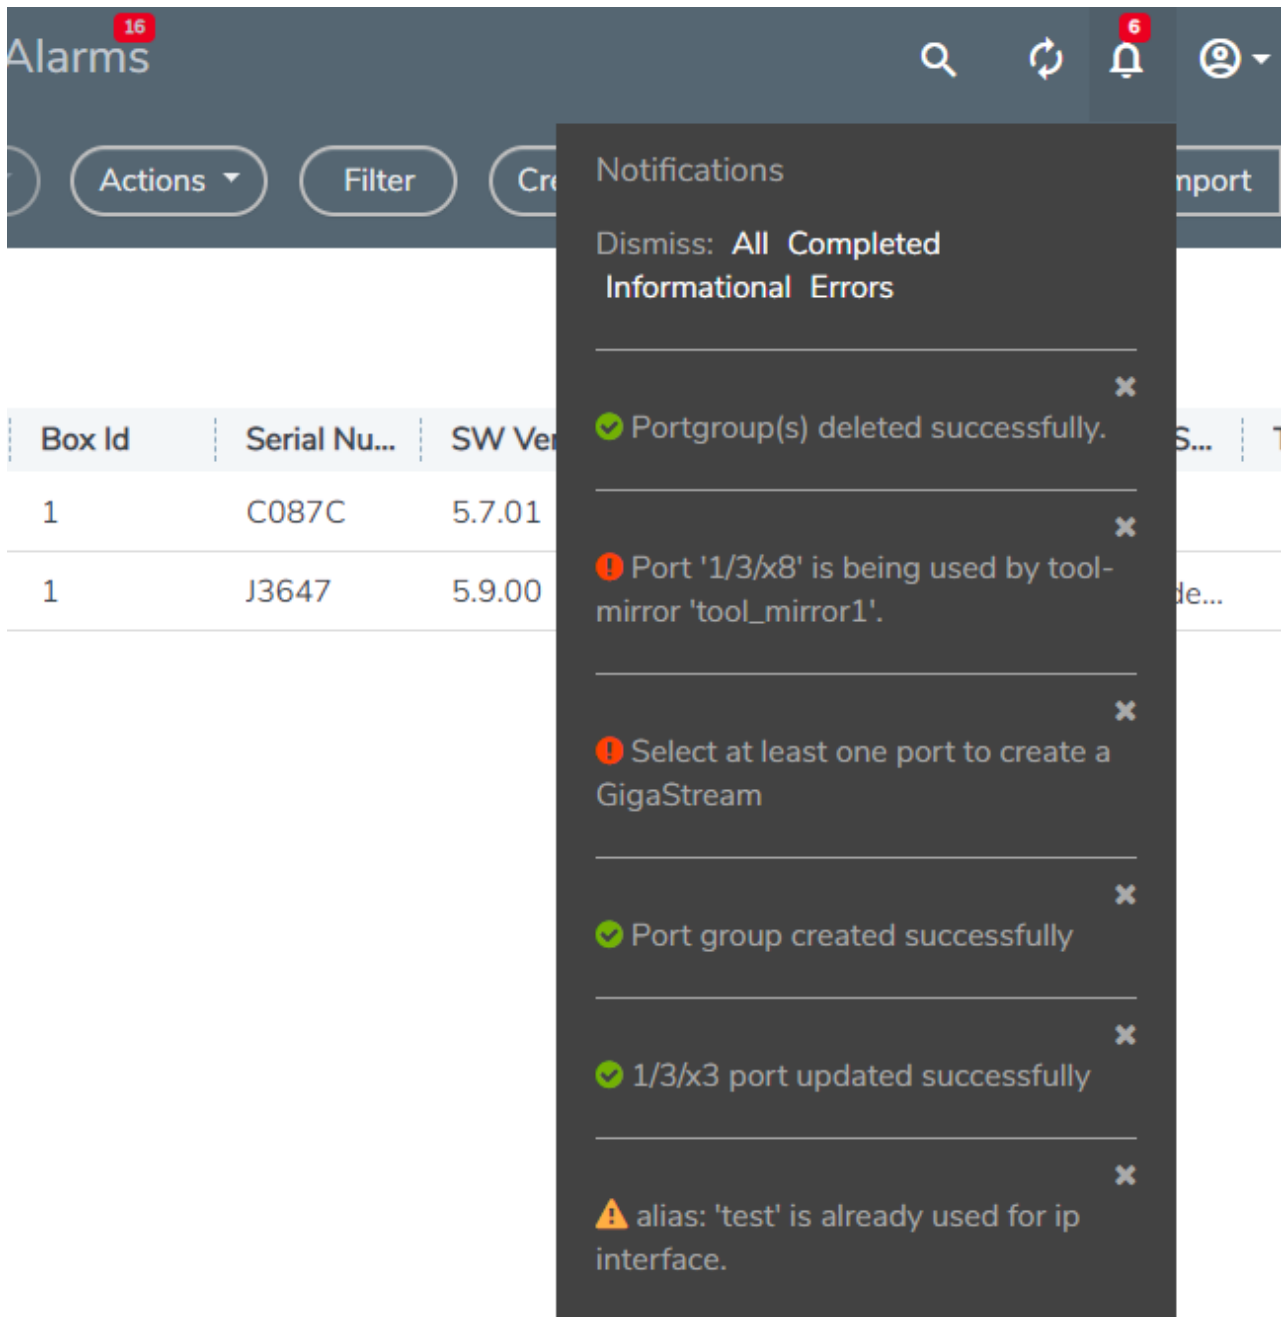 16
6
Alarms
Actions
Filter
Cre
mport
Notifications
Dismiss: All Completed
Informational Errors
Box Id Serial Nu... SW Ver S...
1 C087C 5.7.01
1 J3647 5.9.00 de...
Portgroup(s) deleted successfully.
Port '1/3/x8' is being used by tool-
mirror 'tool_mirror1'.
Select at least one port to create a
GigaStream
Port group created successfully
1/3/x3 port updated successfully
alias: 'test' is already used for ip
interface.